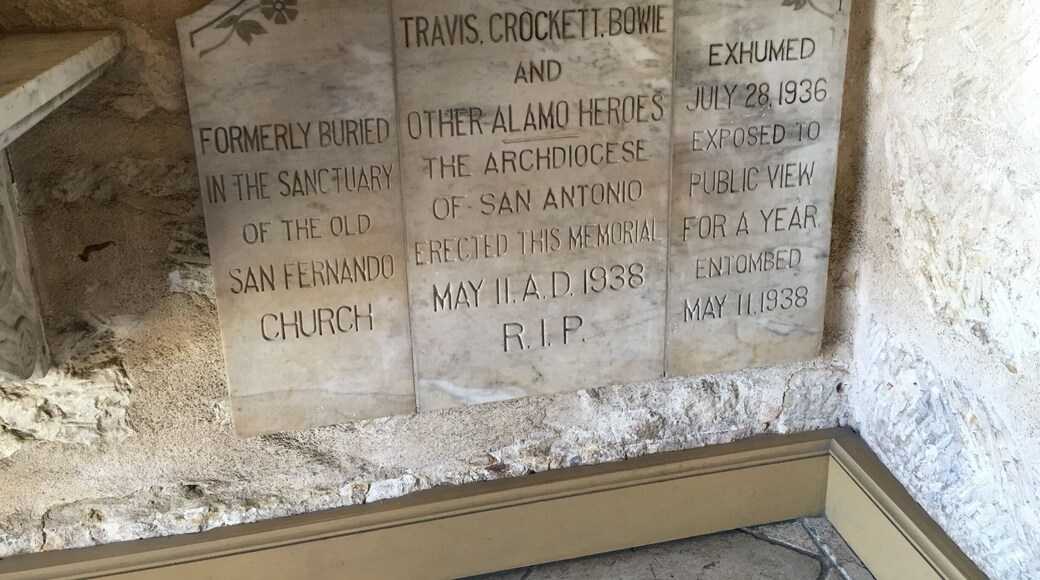 FORMERLY BURIED
IN THE SANCTUARY
OF THE OLD
SAN FERNANDO
CHURCH
TRAVIS, CROCKETT, BOWIE
AND
OTHER ALAMO HEROES
THE ARCHDIOCESE
OF SAN ANTONIO
ERECTED THIS MEMORIAL
MAY 11, A.D. 1938
R.I.P.
EXHUMED
JULY 28, 1936
EXPOSED TO
PUBLIC VIEW
FOR A YEAR.
ENTOMBED
MAY 11, 1938